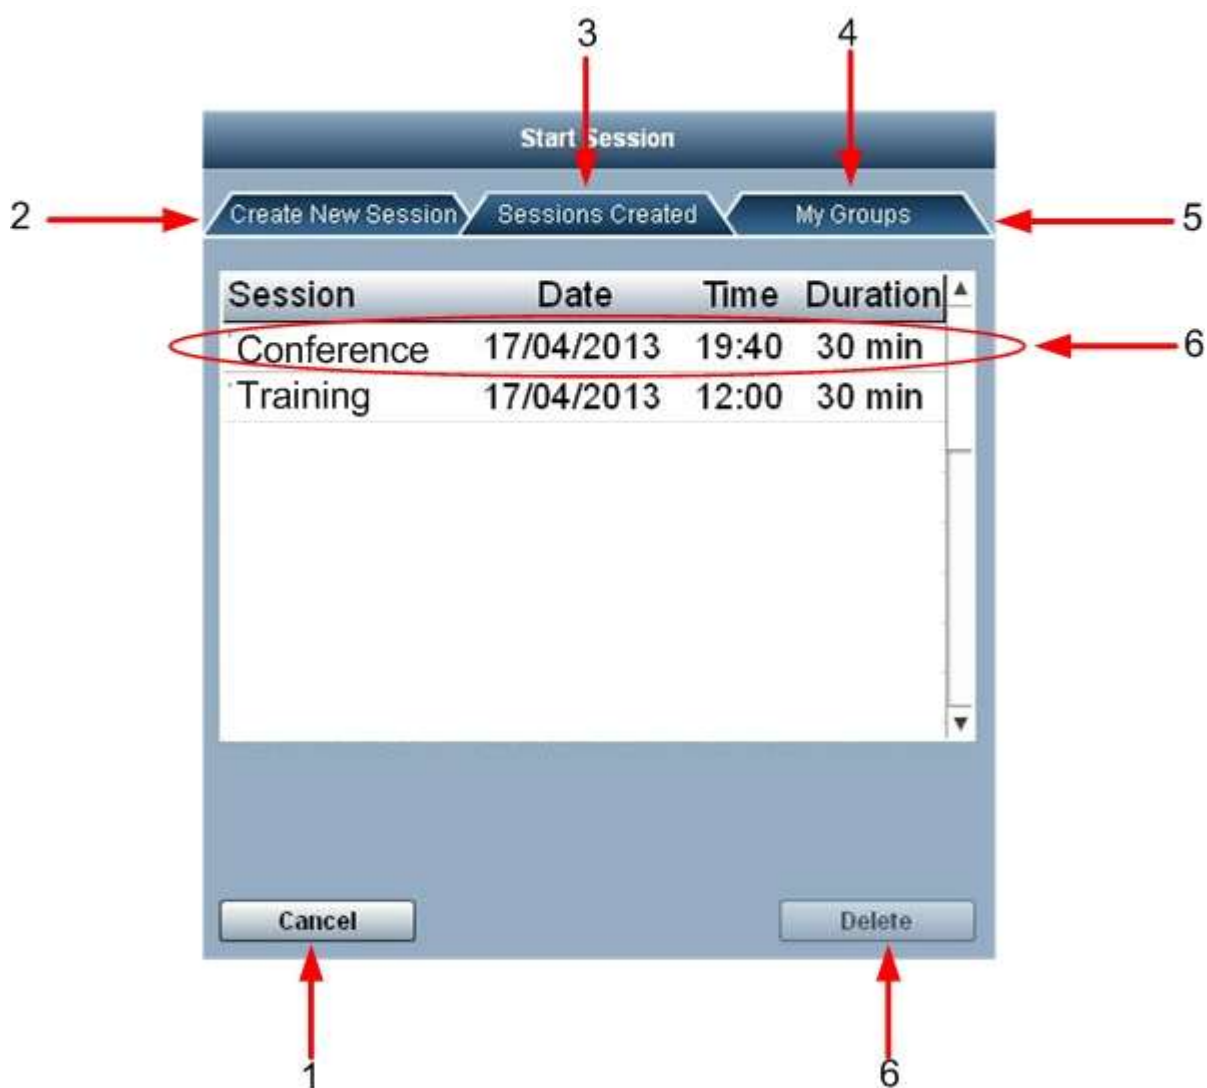 3 4
Start Session
2 Create New Session Sessions Created My Groups 5
Session Date Time Duration
Conference 17/04/2013 19:40 30 min 6
Training 17/04/2013 12:00 30 min
Cancel Delete
1 6